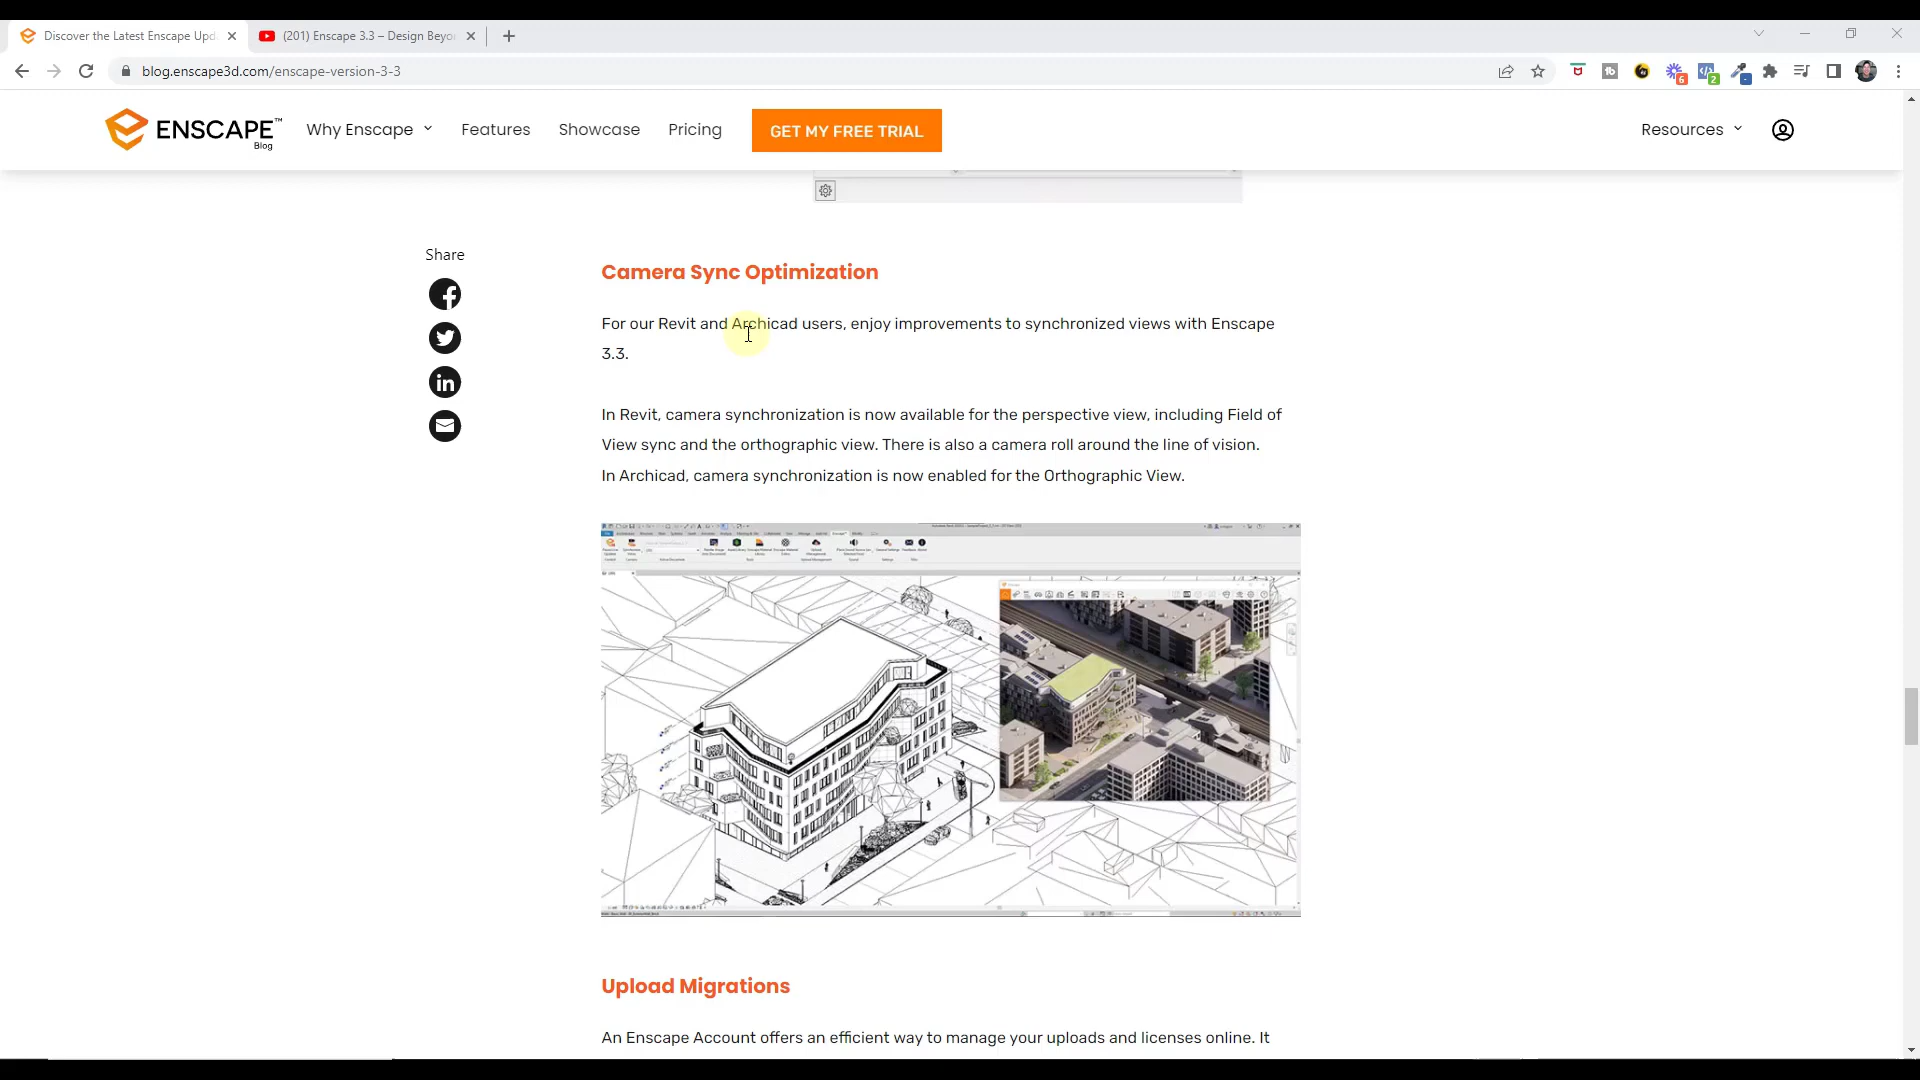 Discover the Latest Enscape Upd
(201) Enscape 3.3 – Design Beyo
blog.enscape3d.com/enscape-version-3-3
6
2
ENSCAPE™
Blog
Why Enscape
Features
Showcase
Pricing
GET MY FREE TRIAL
Resources
Share
Camera Sync Optimization
For our Revit and Archicad users, enjoy improvements to synchronized views with Enscape
3.3.
In Revit, camera synchronization is now available for the perspective view, including Field of
View sync and the orthographic view. There is also a camera roll around the line of vision.
In Archicad, camera synchronization is now enabled for the Orthographic View.
Upload Migrations
An Enscape Account offers an efficient way to manage your uploads and licenses online. It